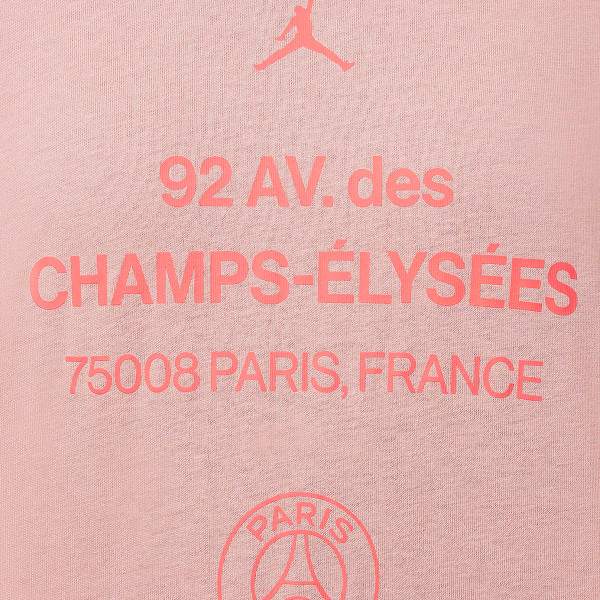 92 AV. des
CHAMPS-ÉLYSÉES
75008 PARIS, FRANCE
PARIS